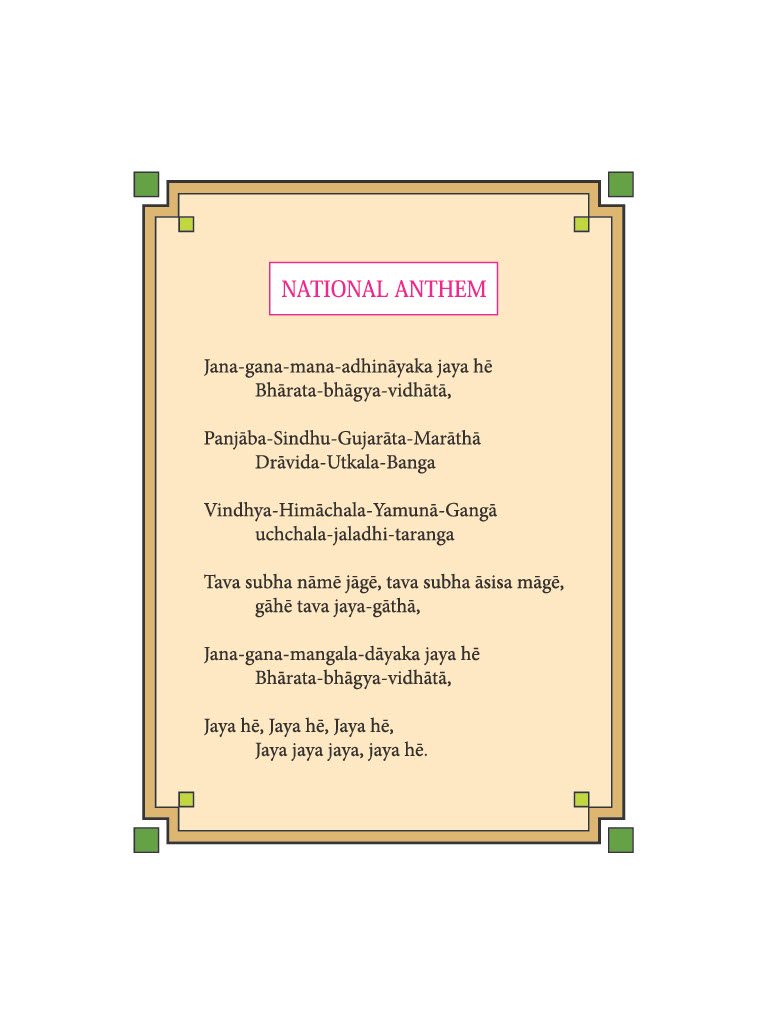 NATIONAL ANTHEM
Jana-gana-mana-adhināyaka jaya hē
Bhārata-bhāgya-vidhātā,
Panjāba-Sindhu-Gujarāta-Marāthā
Drāvida-Utkala-Banga
Vindhya-Himāchala-Yamunā-Gangā
uchchala-jaladhi-taranga
Tava subha nāmē jāgē, tava subha āsisa māgē,
gāhē tava jaya-gāthā,
Jana-gana-mangala-dāyaka jaya hē
Bhārata-bhāgya-vidhātā,
Jaya hē, Jaya hē, Jaya hē,
Jaya jaya jaya, jaya hē.